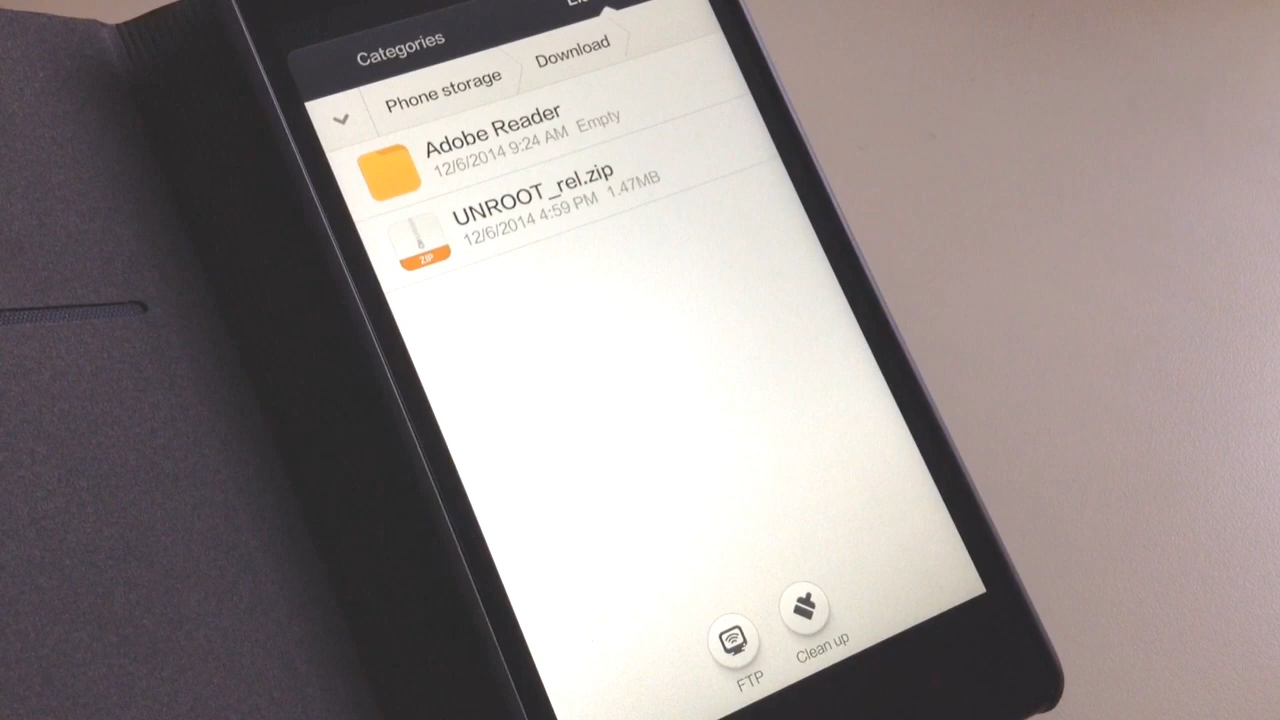 Categories
Phone storage
Download
Adobe Reader
12/6/2014 9:24 AM Empty
UNROOT_rel.zip
12/6/2014 4:59 PM 1.47MB
ZIP
FTP
Clean up